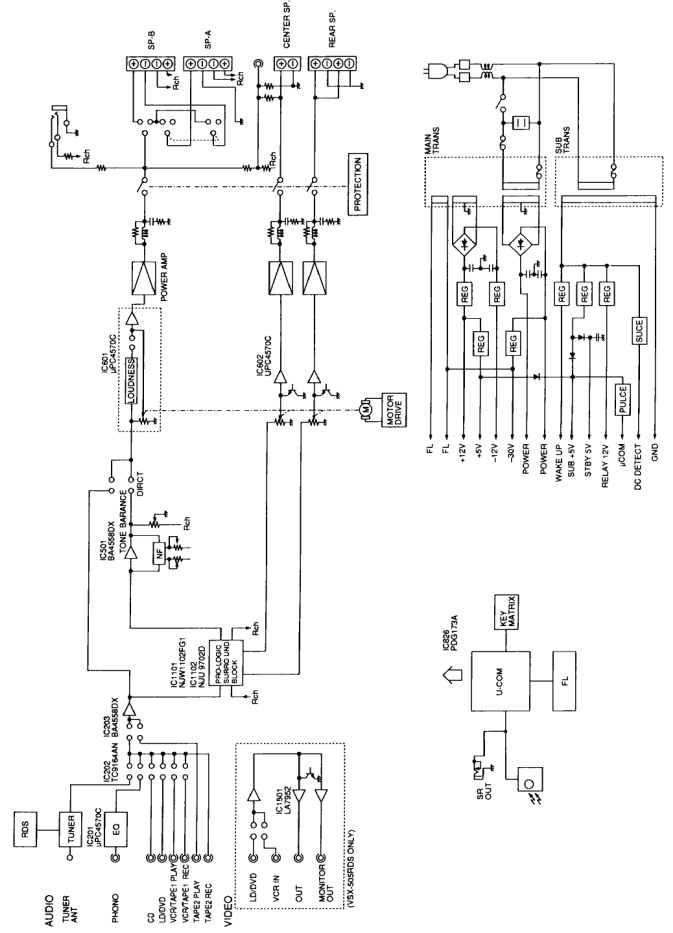 AUDIO
RDS
TUNER
ANT
TUNER
PHONO
IC201
µPC4570C
EQ
CD
LD/DVD
VCR/TAPE1 PLAY
VCR/TAPE1 REC
TAPE2 PLAY
TAPE2 REC
IC202
TC9164AN
IC203
BA4558DX
VIDEO
LD/DVD
VCR IN
OUT
MONITOR
OUT
IC1501
LA7952
(VSX-505RDS ONLY)
IC1101
NJW1102FG1
IC1102
NJU 9702D
PRO-LOGIC
SURRO UND
BLOCK
Rch
Rch
IC501
BA4558DX
TONE BARANCE
DIRCT
NF
Rch
IC601
µPC4570C
LOUDNESS
POWER AMP
IC602
UPC4570C
M
MOTOR
DRIVE
PROTECTION
Rch
Rch
SP-B
SP-A
Rch
Rch
CENTER SP.
REAR SP.
IC826
PDG173A
U-COM
KEY
MATRIX
FL
SR
OUT
MAIN
TRANS
SUB
TRANS
REG
REG
REG
REG
REG
REG
REG
SUCE
PULCE
FL
FL
+12V
+5V
–12V
–30V
POWER
POWER
WAKE UP
SUB +5V
STBY 5V
RELAY 12V
µCOM
DC DETECT
GND